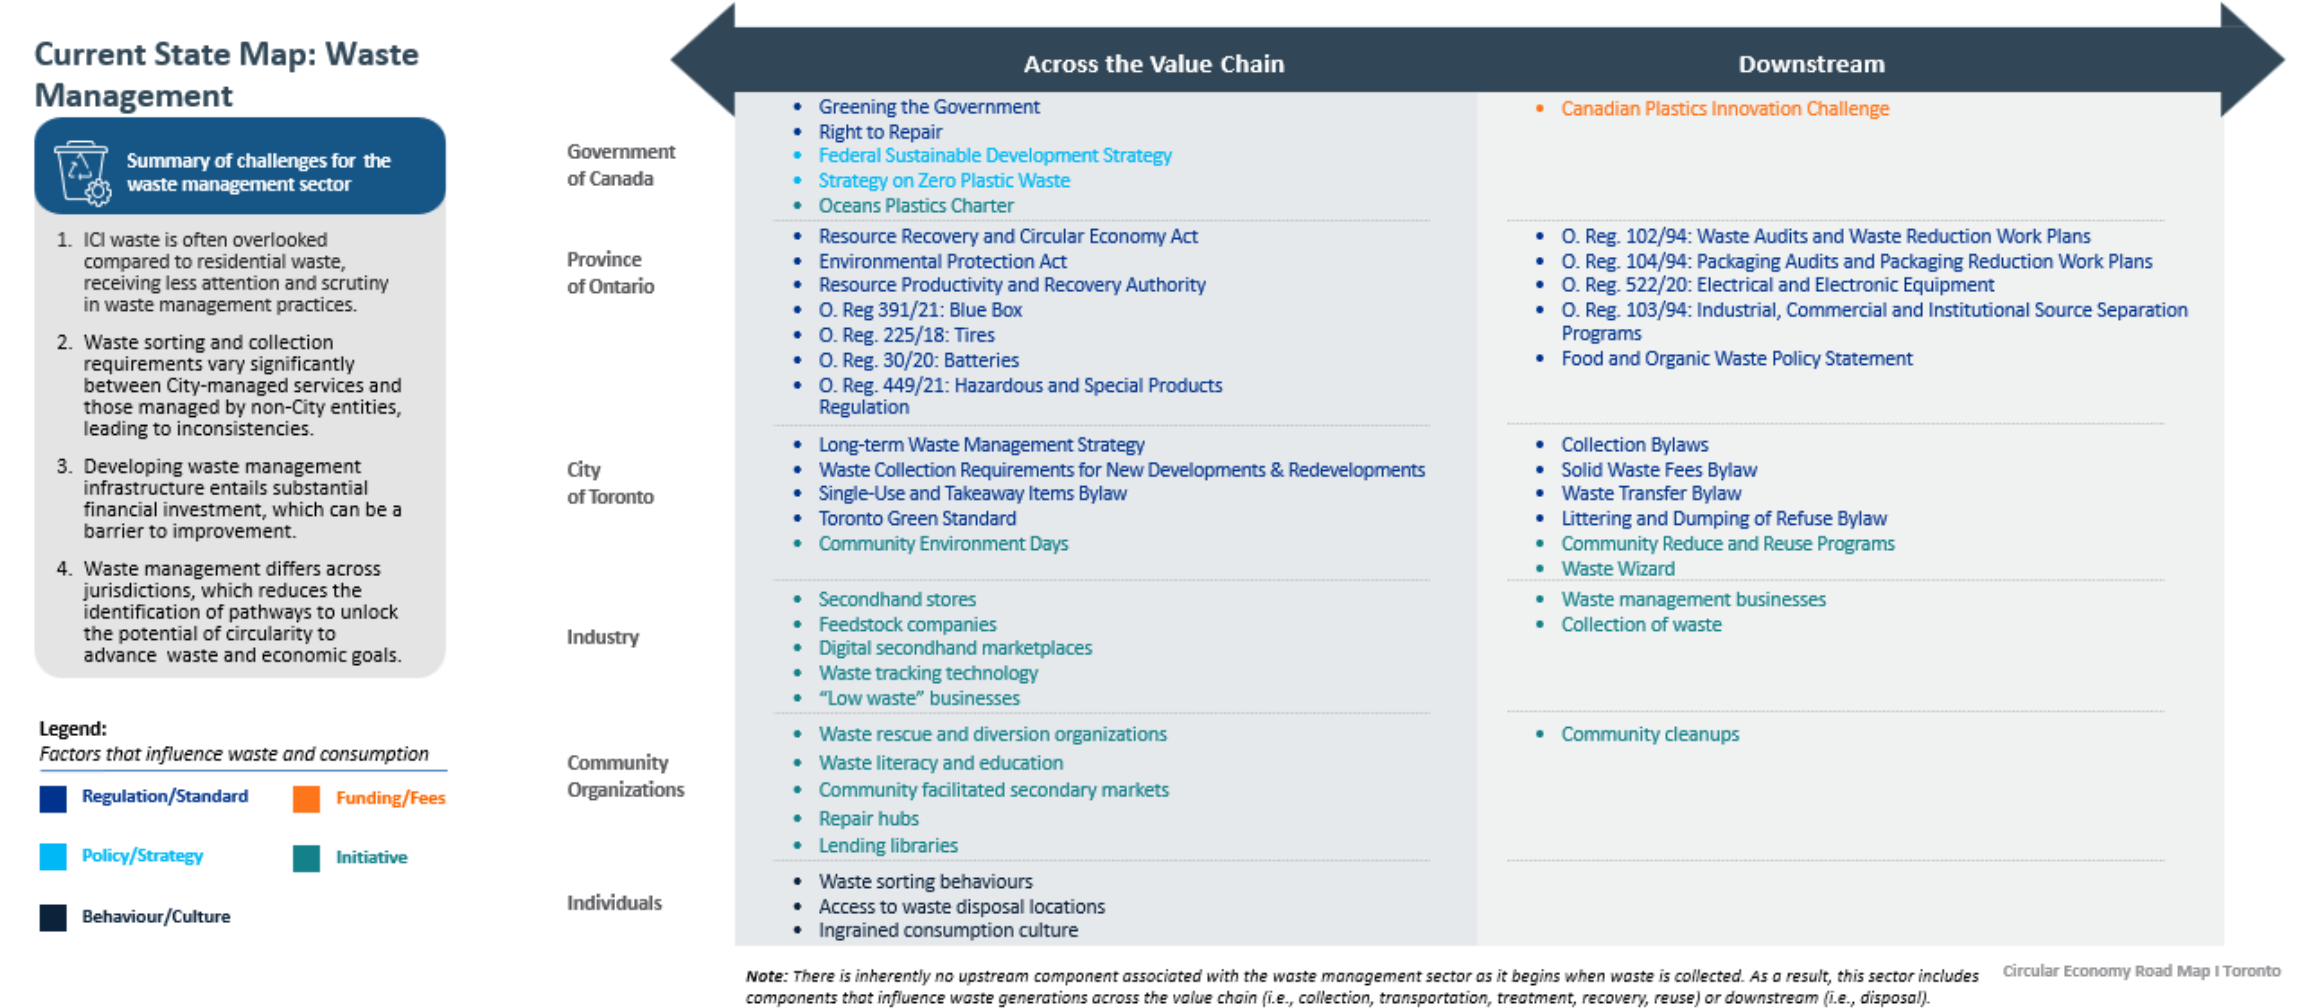 Current State Map: Waste
Management
Summary of challenges for the
waste management sector
1. ICI waste is often overlooked
compared to residential waste,
receiving less attention and scrutiny
in waste management practices.
2. Waste sorting and collection
requirements vary significantly
between City-managed services and
those managed by non-City entities,
leading to inconsistencies.
3. Developing waste management
infrastructure entails substantial
financial investment, which can be a
barrier to improvement.
4. Waste management differs across
jurisdictions, which reduces the
identification of pathways to unlock
the potential of circularity to
advance waste and economic goals.
Legend:
Factors that influence waste and consumption
Regulation/Standard
Funding/Fees
Policy/Strategy
Initiative
Behaviour/Culture
Across the Value Chain
Downstream
Government
of Canada
• Greening the Government
• Right to Repair
• Federal Sustainable Development Strategy
• Strategy on Zero Plastic Waste
• Oceans Plastics Charter
• Canadian Plastics Innovation Challenge
Province
of Ontario
• Resource Recovery and Circular Economy Act
• Environmental Protection Act
• Resource Productivity and Recovery Authority
• O. Reg 391/21: Blue Box
• O. Reg. 225/18: Tires
• O. Reg. 30/20: Batteries
• O. Reg. 449/21: Hazardous and Special Products
Regulation
• O. Reg. 102/94: Waste Audits and Waste Reduction Work Plans
• O. Reg. 104/94: Packaging Audits and Packaging Reduction Work Plans
• O. Reg. 522/20: Electrical and Electronic Equipment
• O. Reg. 103/94: Industrial, Commercial and Institutional Source Separation
Programs
• Food and Organic Waste Policy Statement
City
of Toronto
• Long-term Waste Management Strategy
• Waste Collection Requirements for New Developments & Redevelopments
• Single-Use and Takeaway Items Bylaw
• Toronto Green Standard
• Community Environment Days
• Collection Bylaws
• Solid Waste Fees Bylaw
• Waste Transfer Bylaw
• Littering and Dumping of Refuse Bylaw
• Community Reduce and Reuse Programs
• Waste Wizard
Industry
• Secondhand stores
• Feedstock companies
• Digital secondhand marketplaces
• Waste tracking technology
• “Low waste” businesses
• Waste management businesses
• Collection of waste
Community
Organizations
• Waste rescue and diversion organizations
• Waste literacy and education
• Community facilitated secondary markets
• Repair hubs
• Lending libraries
• Community cleanups
Individuals
• Waste sorting behaviours
• Access to waste disposal locations
• Ingrained consumption culture
Note: There is inherently no upstream component associated with the waste management sector as it begins when waste is collected. As a result, this sector includes
components that influence waste generations across the value chain (i.e., collection, transportation, treatment, recovery, reuse) or downstream (i.e., disposal).
Circular Economy Road Map I Toronto